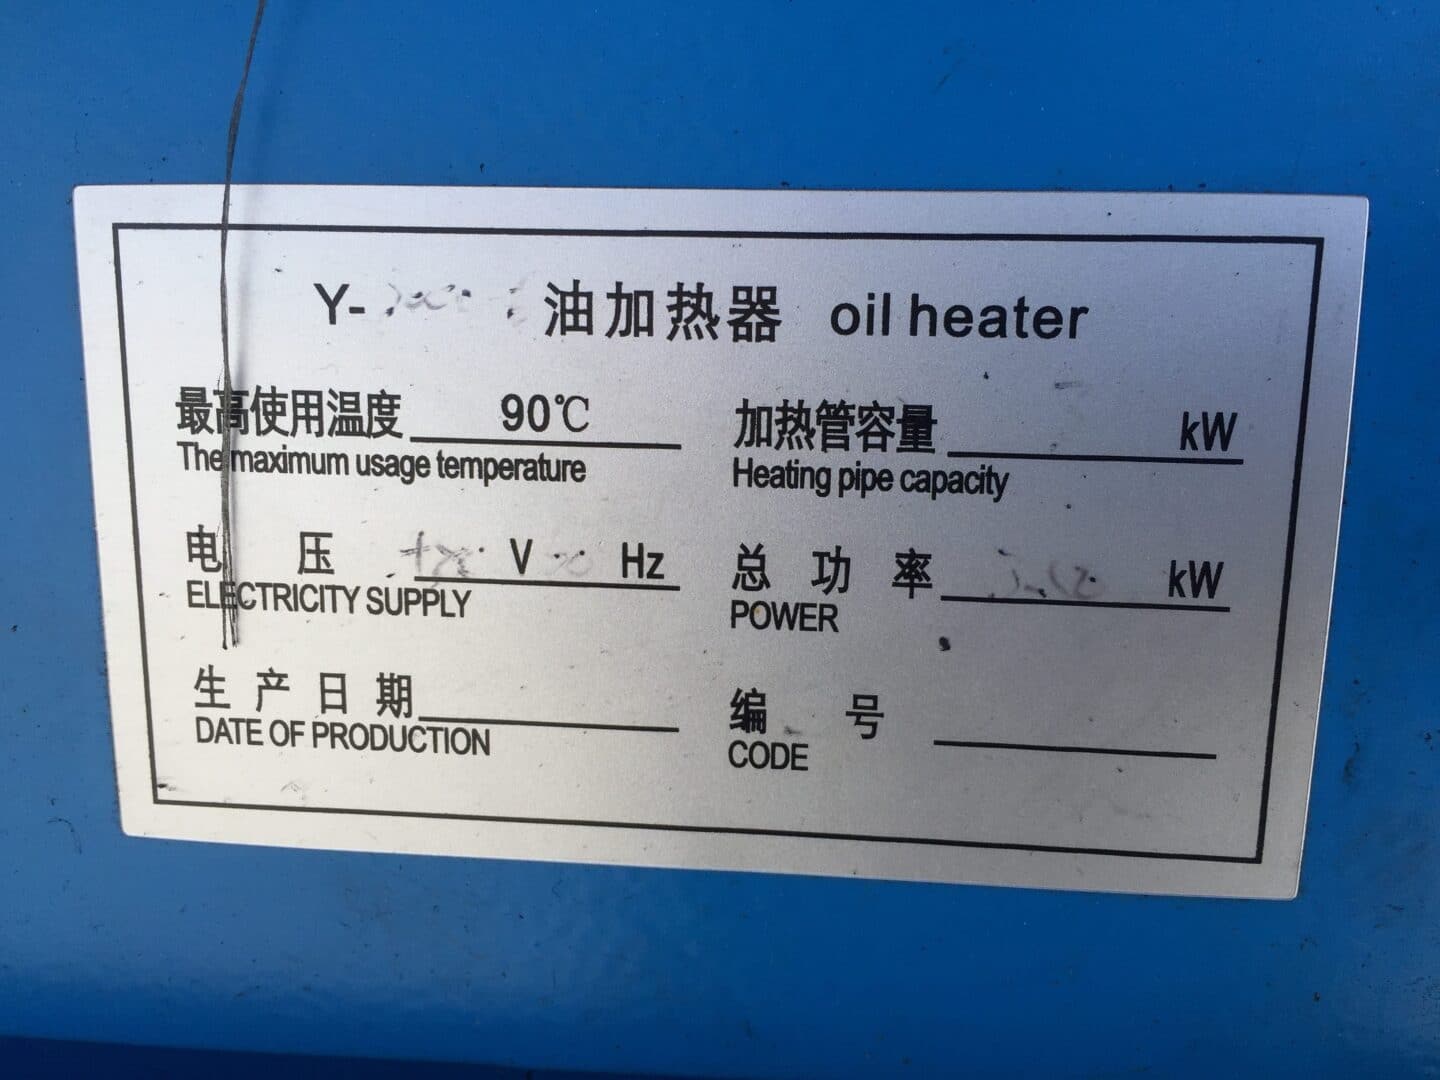 Y- 油加热器 oil heater
最高使用温度 90℃ 加热管容量 kW
The maximum usage temperature Heating pipe capacity
电 压 V Hz 总 功 率 kW
ELECTRICITY SUPPLY POWER
生 产 日 期 编 号
DATE OF PRODUCTION CODE